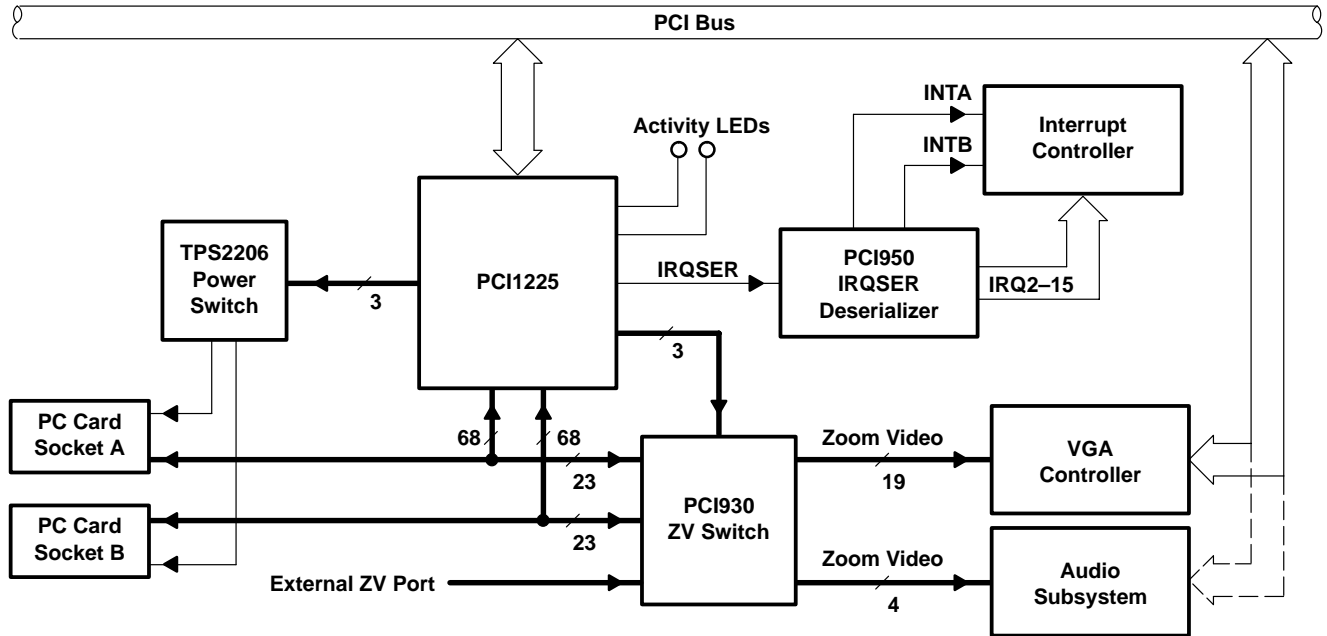 PCI Bus
Activity LEDs
INTA
INTB
Interrupt
Controller
TPS2206
Power
Switch
3
PCI1225
IRQSER
PCI950
IRQSER
Deserializer
IRQ2–15
3
PC Card
Socket A
68
68
23
PC Card
Socket B
23
External ZV Port
PCI930
ZV Switch
Zoom Video
19
VGA
Controller
Zoom Video
4
Audio
Subsystem